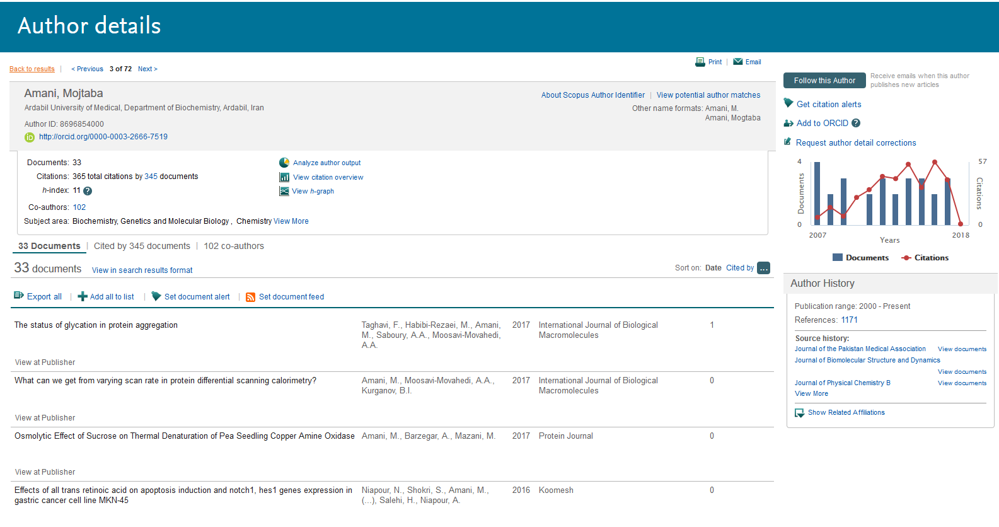 Author details
Back to results | < Previous 3 of 72 Next >
Print | Email
Amani, Mojtaba
Ardabil University of Medical, Department of Biochemistry, Ardabil, Iran
Author ID: 8696854000
http://orcid.org/0000-0003-2666-7519
About Scopus Author Identifier | View potential author matches
Other name formats: Amani, M.
Amani, Mogtaba
Documents: 33
Citations: 365 total citations by 345 documents
h-index: 11 ?
Co-authors: 102
Subject area: Biochemistry, Genetics and Molecular Biology , Chemistry View More
Analyze author output
View citation overview
View h-graph
33 Documents | Cited by 345 documents | 102 co-authors
33 documents View in search results format
Sort on: Date Cited by ...
Export all | Add all to list | Set document alert | Set document feed
The status of glycation in protein aggregation
Taghavi, F., Habibi-Rezaei, M., Amani,
M., Saboury, A.A., Moosavi-Movahedi,
A.A.
2017
International Journal of Biological
Macromolecules
1
View at Publisher
What can we get from varying scan rate in protein differential scanning calorimetry?
Amani, M., Moosavi-Movahedi, A.A.,
Kurganov, B.I.
2017
International Journal of Biological
Macromolecules
0
View at Publisher
Osmolytic Effect of Sucrose on Thermal Denaturation of Pea Seedling Copper Amine Oxidase
Amani, M., Barzegar, A., Mazani, M.
2017
Protein Journal
0
View at Publisher
Effects of all trans retinoic acid on apoptosis induction and notch1, hes1 genes expression in
gastric cancer cell line MKN-45
Niapour, N., Shokri, S., Amani, M.,
(...), Salehi, H., Niapour, A.
2016
Koomesh
0
Follow this Author
Receive emails when this author
publishes new articles
Get citation alerts
Add to ORCID ?
Request author detail corrections
4
57
Documents
Citations
0
0
2007
2018
Years
Documents Citations
Author History
Publication range: 2000 - Present
References: 1171
Source history:
Journal of the Pakistan Medical Association View documents
Journal of Biomolecular Structure and Dynamics
View documents
Journal of Physical Chemistry B View documents
View More
Show Related Affiliations